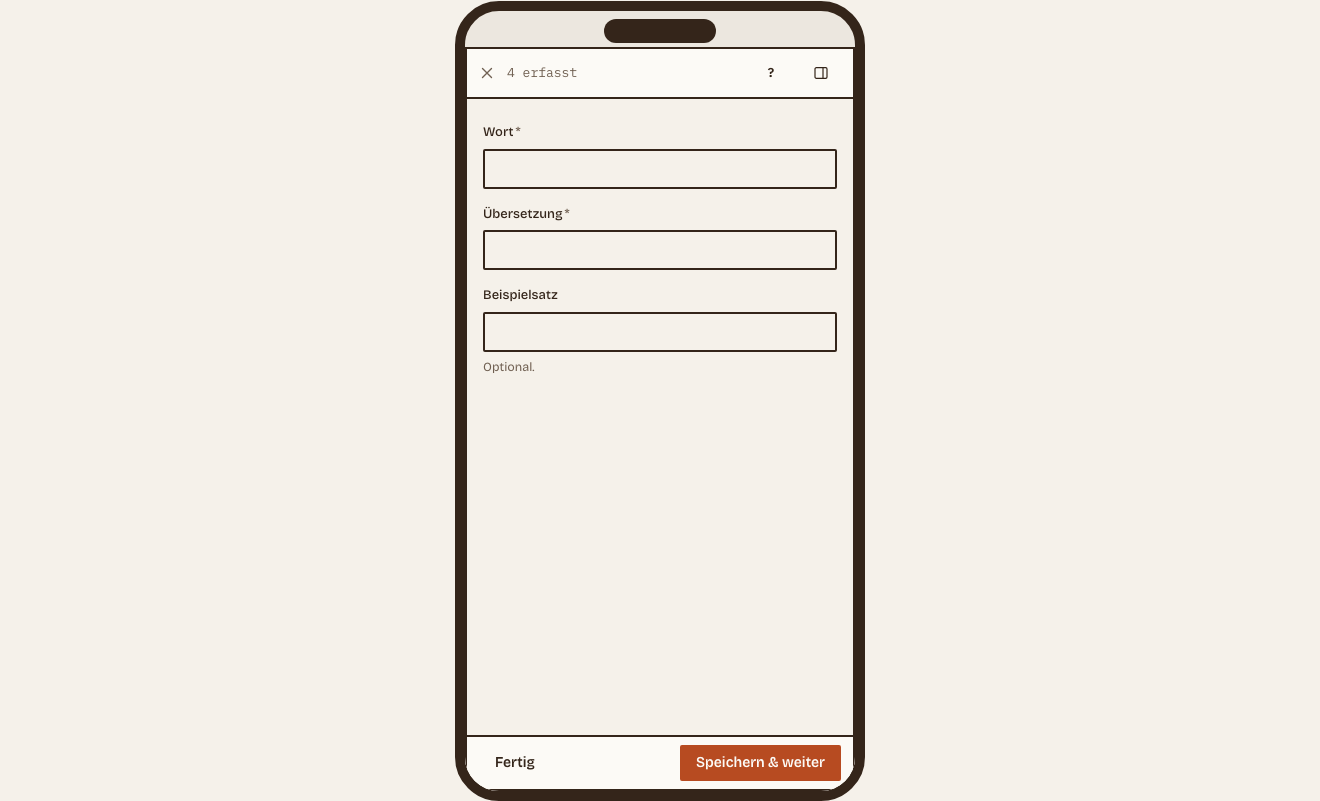 4 erfasst ?
Wort *
Übersetzung *
Beispielsatz
Optional.
Fertig Speichern & weiter